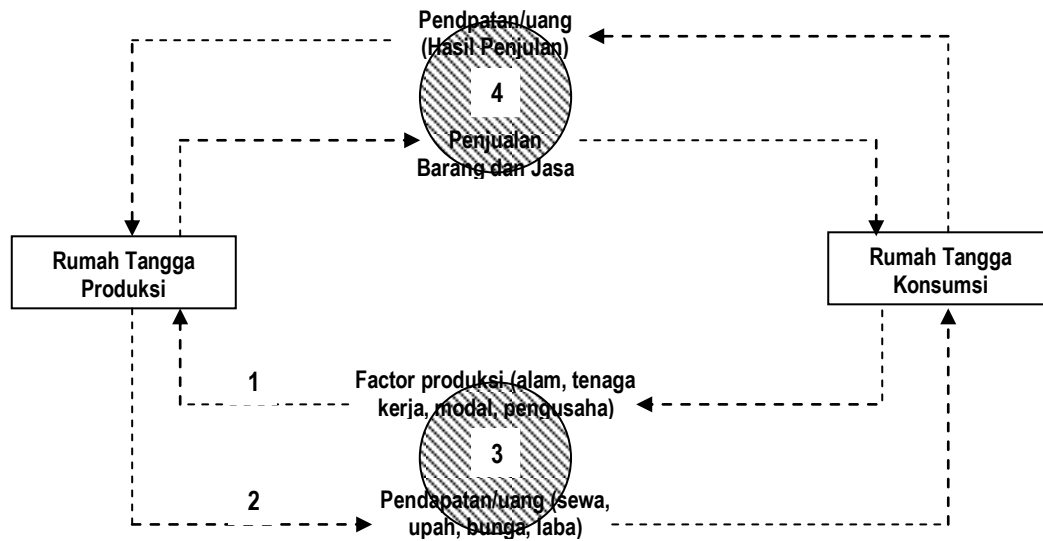 Pendpatan/uang
(Hasil Penjulan)
4
Penjualan
Barang dan Jasa
Rumah Tangga
Produksi
Rumah Tangga
Konsumsi
1
Factor produksi (alam, tenaga
kerja, modal, pengusaha)
3
2
Pendapatan/uang (sewa,
upah, bunga, laba)